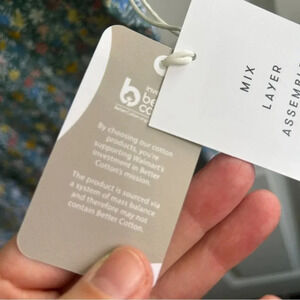 By choosing our cotton
products, you're
supporting Walmart's
investment in Better
Cotton's mission.
The product is sourced via
a system of mass balance
and therefore may not
contain Better Cotton.
MIX
LAYER